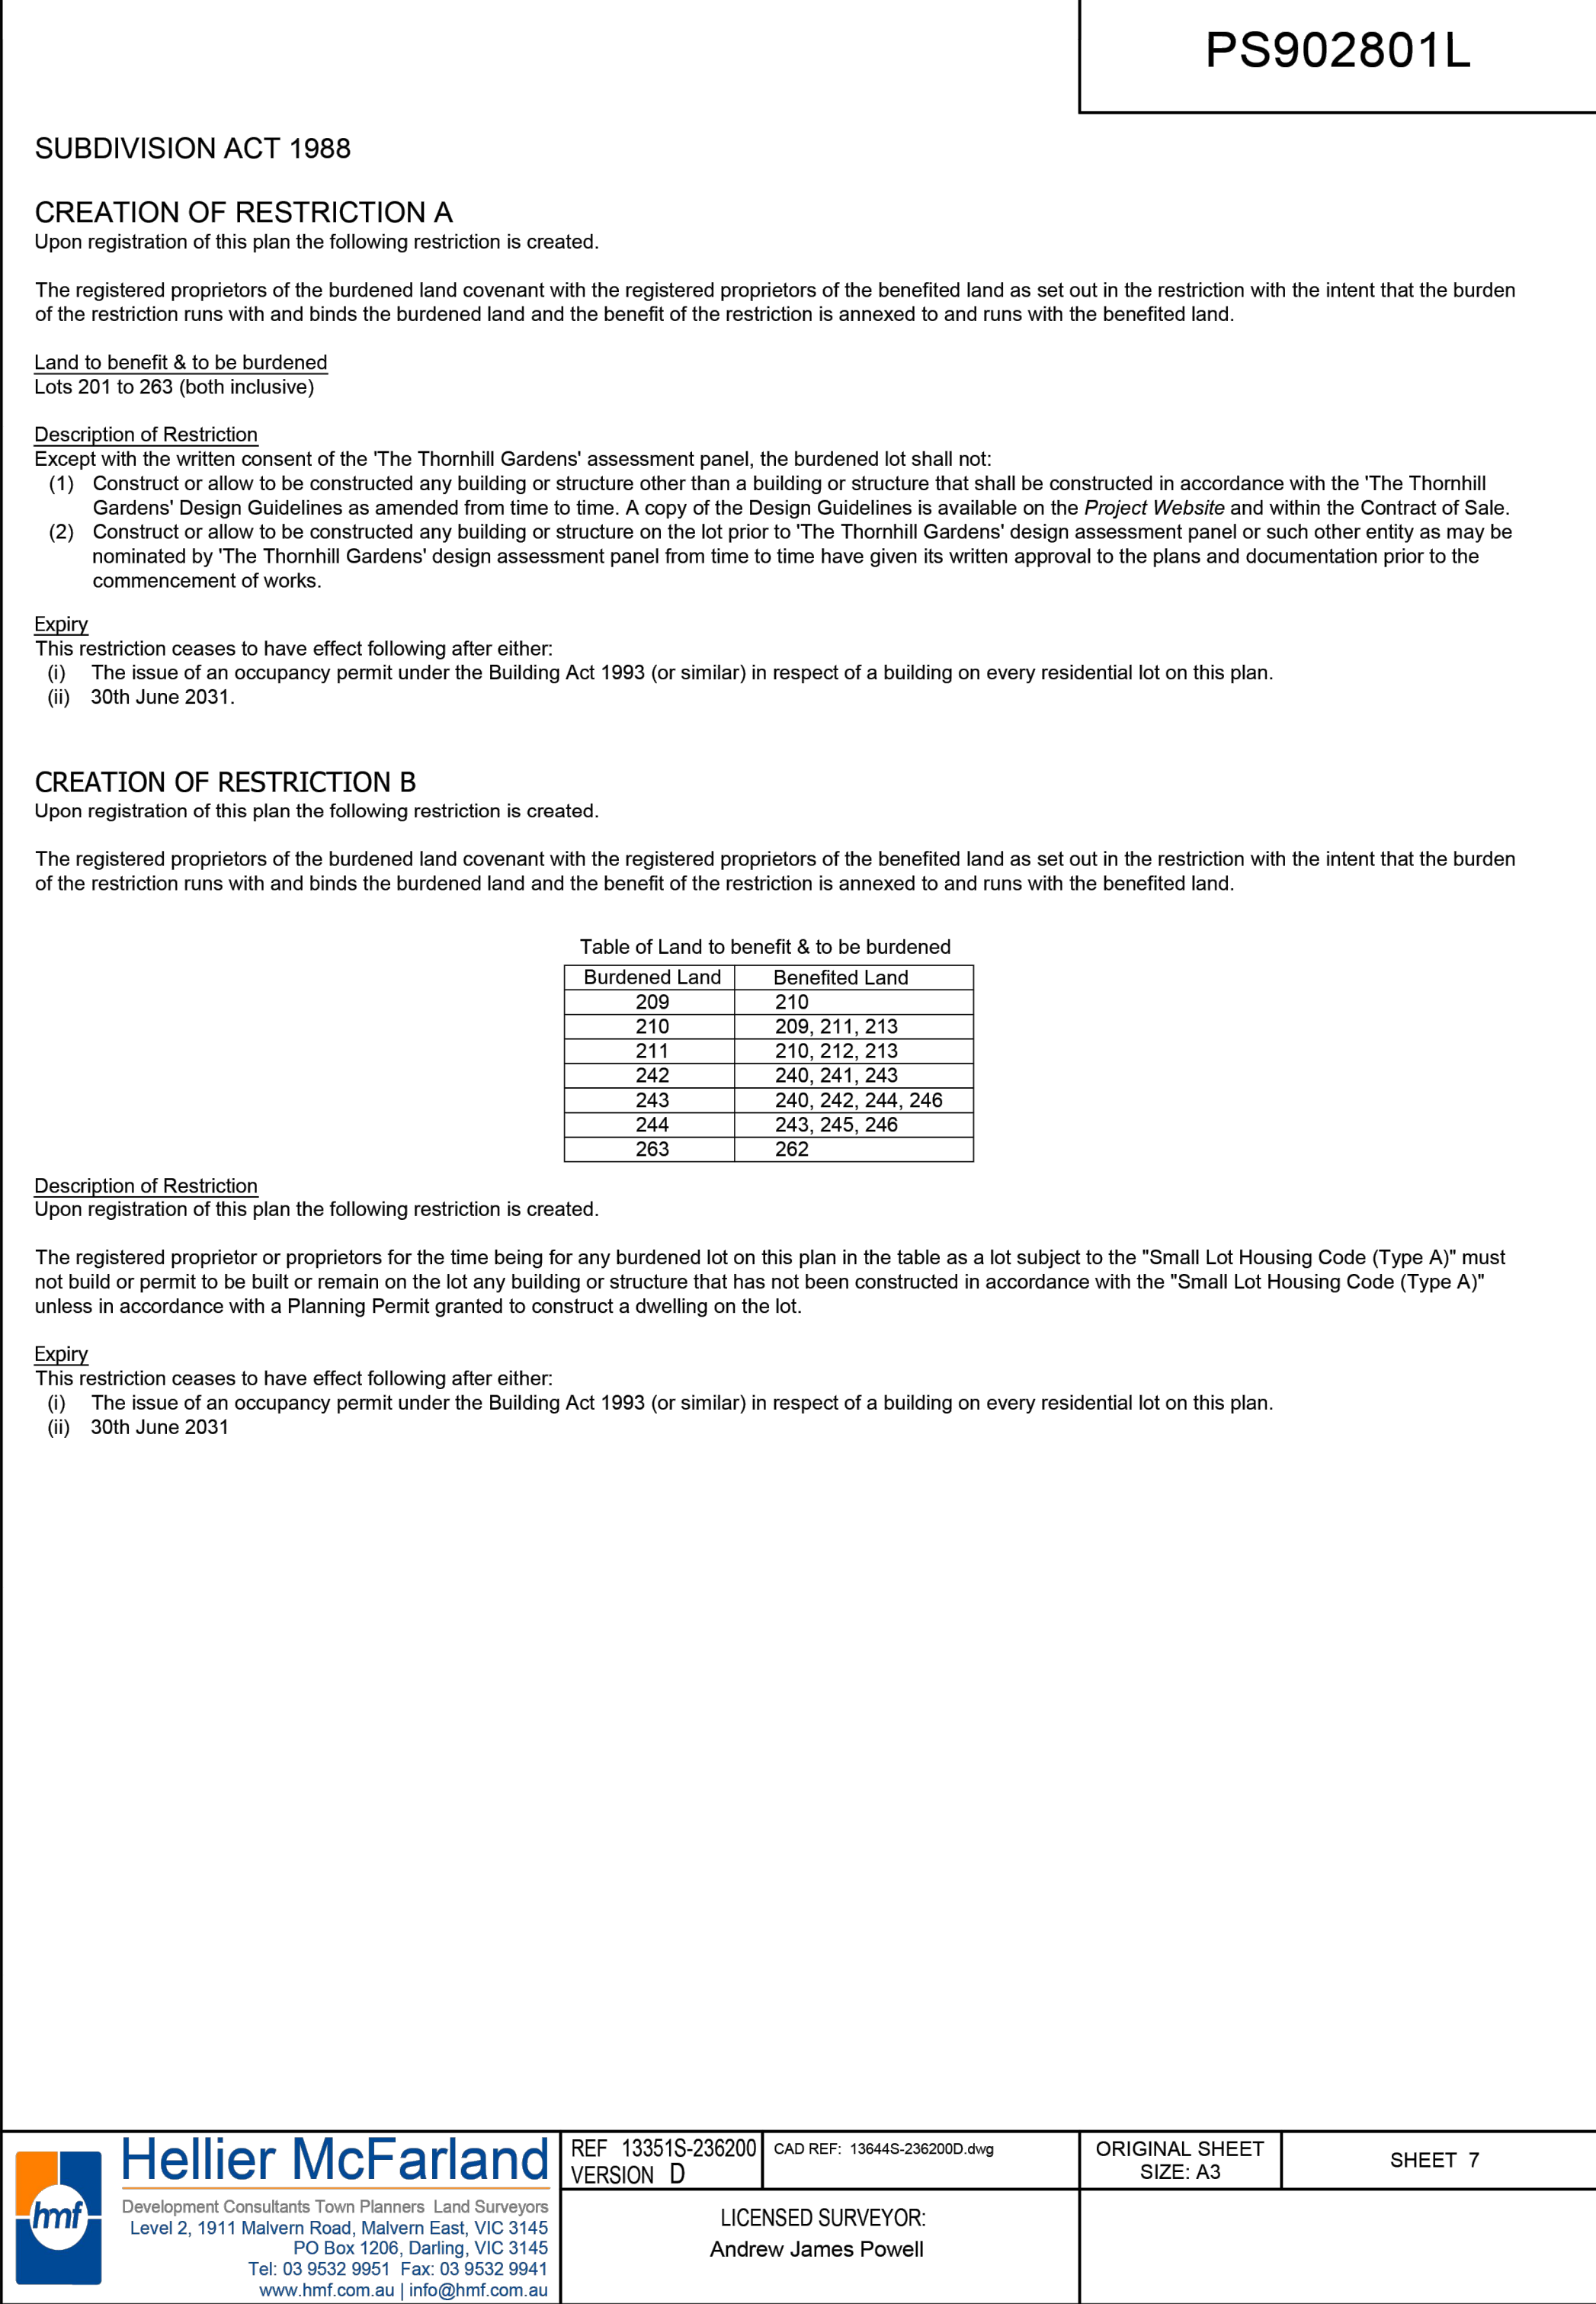 PS902801L
SUBDIVISION ACT 1988
CREATION OF RESTRICTION A
Upon registration of this plan the following restriction is created.
The registered proprietors of the burdened land covenant with the registered proprietors of the benefited land as set out in the restriction with the intent that the burden
of the restriction runs with and binds the burdened land and the benefit of the restriction is annexed to and runs with the benefited land.
Land to benefit & to be burdened
Lots 201 to 263 (both inclusive)
Description of Restriction
Except with the written consent of the 'The Thornhill Gardens' assessment panel, the burdened lot shall not:
(1) Construct or allow to be constructed any building or structure other than a building or structure that shall be constructed in accordance with the 'The Thornhill
Gardens' Design Guidelines as amended from time to time. A copy of the Design Guidelines is available on the Project Website and within the Contract of Sale.
(2) Construct or allow to be constructed any building or structure on the lot prior to 'The Thornhill Gardens' design assessment panel or such other entity as may be
nominated by 'The Thornhill Gardens' design assessment panel from time to time have given its written approval to the plans and documentation prior to the
commencement of works.
Expiry
This restriction ceases to have effect following after either:
(i) The issue of an occupancy permit under the Building Act 1993 (or similar) in respect of a building on every residential lot on this plan.
(ii) 30th June 2031.
CREATION OF RESTRICTION B
Upon registration of this plan the following restriction is created.
The registered proprietors of the burdened land covenant with the registered proprietors of the benefited land as set out in the restriction with the intent that the burden
of the restriction runs with and binds the burdened land and the benefit of the restriction is annexed to and runs with the benefited land.
Table of Land to benefit & to be burdened
Burdened Land Benefited Land
209 210
210 209, 211, 213
211 210, 212, 213
242 240, 241, 243
243 240, 242, 244, 246
244 243, 245, 246
263 262
Description of Restriction
Upon registration of this plan the following restriction is created.
The registered proprietor or proprietors for the time being for any burdened lot on this plan in the table as a lot subject to the "Small Lot Housing Code (Type A)" must
not build or permit to be built or remain on the lot any building or structure that has not been constructed in accordance with the "Small Lot Housing Code (Type A)"
unless in accordance with a Planning Permit granted to construct a dwelling on the lot.
Expiry
This restriction ceases to have effect following after either:
(i) The issue of an occupancy permit under the Building Act 1993 (or similar) in respect of a building on every residential lot on this plan.
(ii) 30th June 2031
hmf
Hellier McFarland
Development Consultants Town Planners Land Surveyors
Level 2, 1911 Malvern Road, Malvern East, VIC 3145
PO Box 1206, Darling, VIC 3145
Tel: 03 9532 9951 Fax: 03 9532 9941
www.hmf.com.au | info@hmf.com.au
REF 13351S-236200
VERSION D
CAD REF: 13644S-236200D.dwg
ORIGINAL SHEET
SIZE: A3
SHEET 7
LICENSED SURVEYOR:
Andrew James Powell